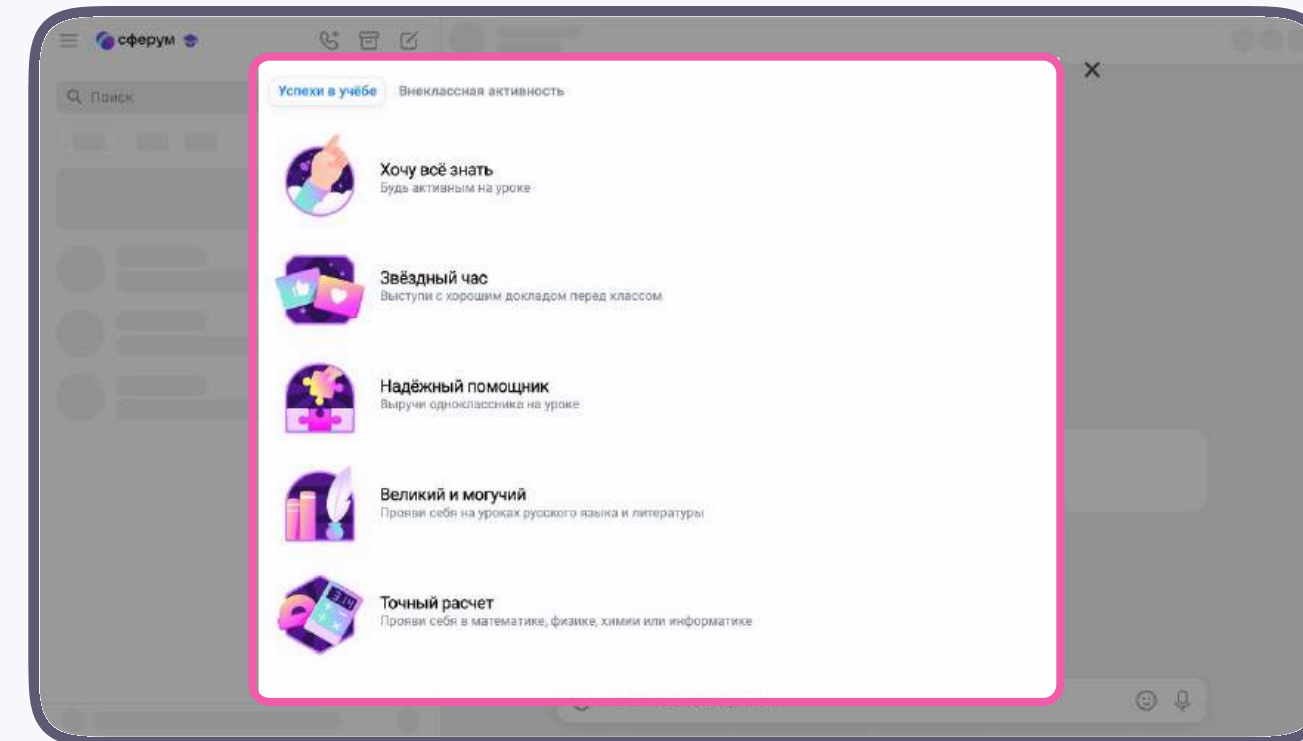 сферум
Поиск
Успехи в учёбе Внеклассная активность
Хочу всё знать
Будь активным на уроке
Звёздный час
Выступи с хорошим докладом перед классом
Надёжный помощник
Выручи одноклассника на уроке
Великий и могучий
Прояви себя на уроках русского языка и литературы
3.14
Точный расчет
Прояви себя в математике, физике, химии или информатике